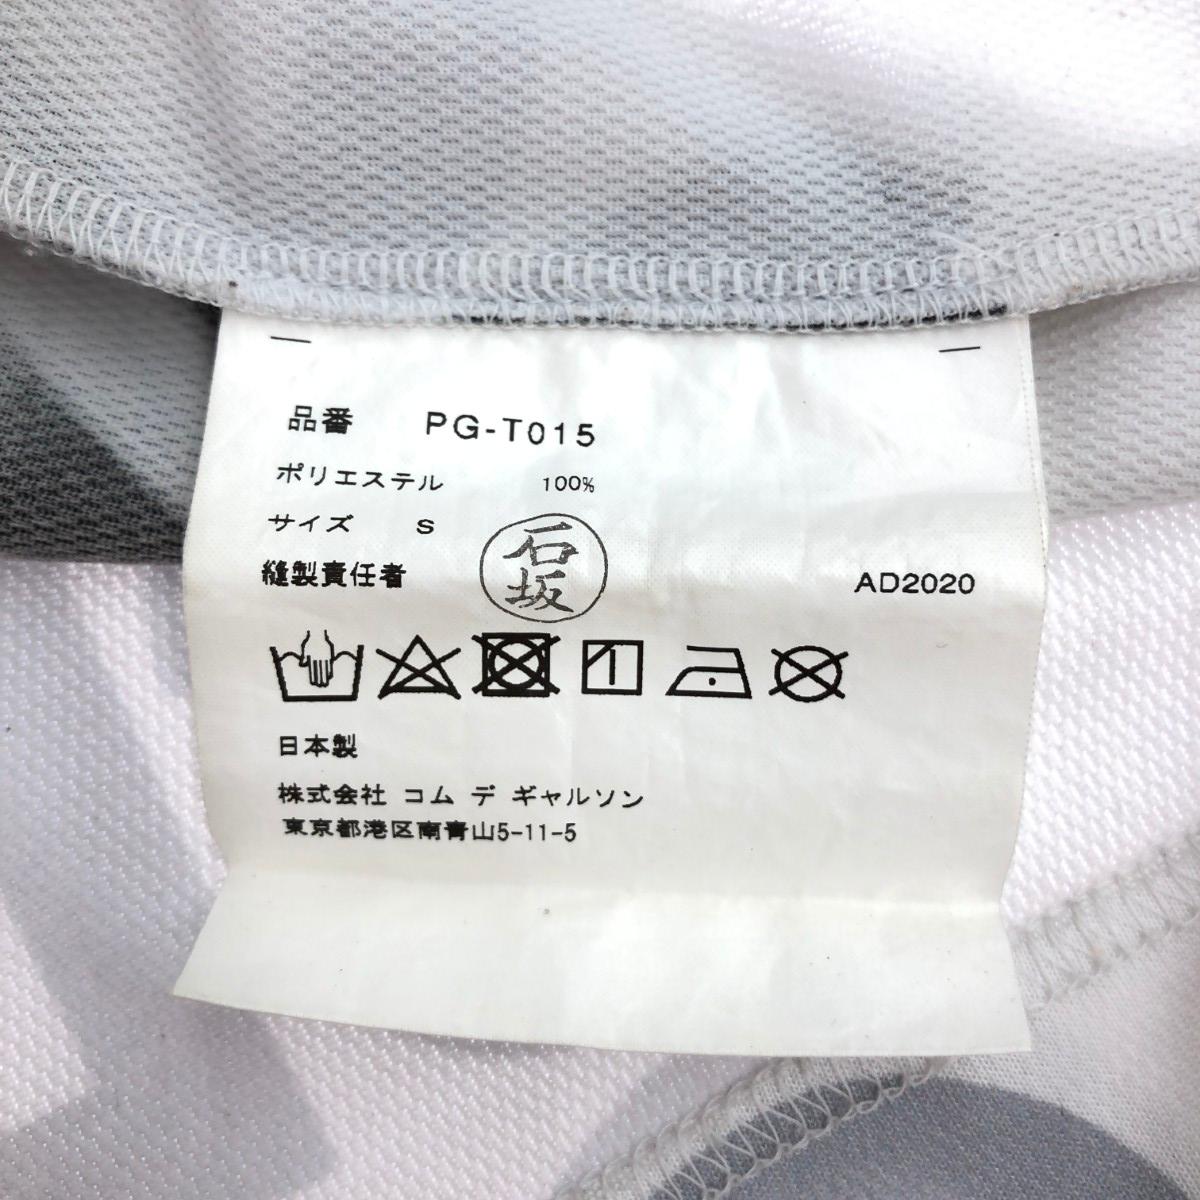 品番 PG-T015
ポリエステル 100%
サイズ S
縫製責任者 石坂 AD2020
日本製
株式会社 コム デ ギャルソン
東京都港区南青山5-11-5